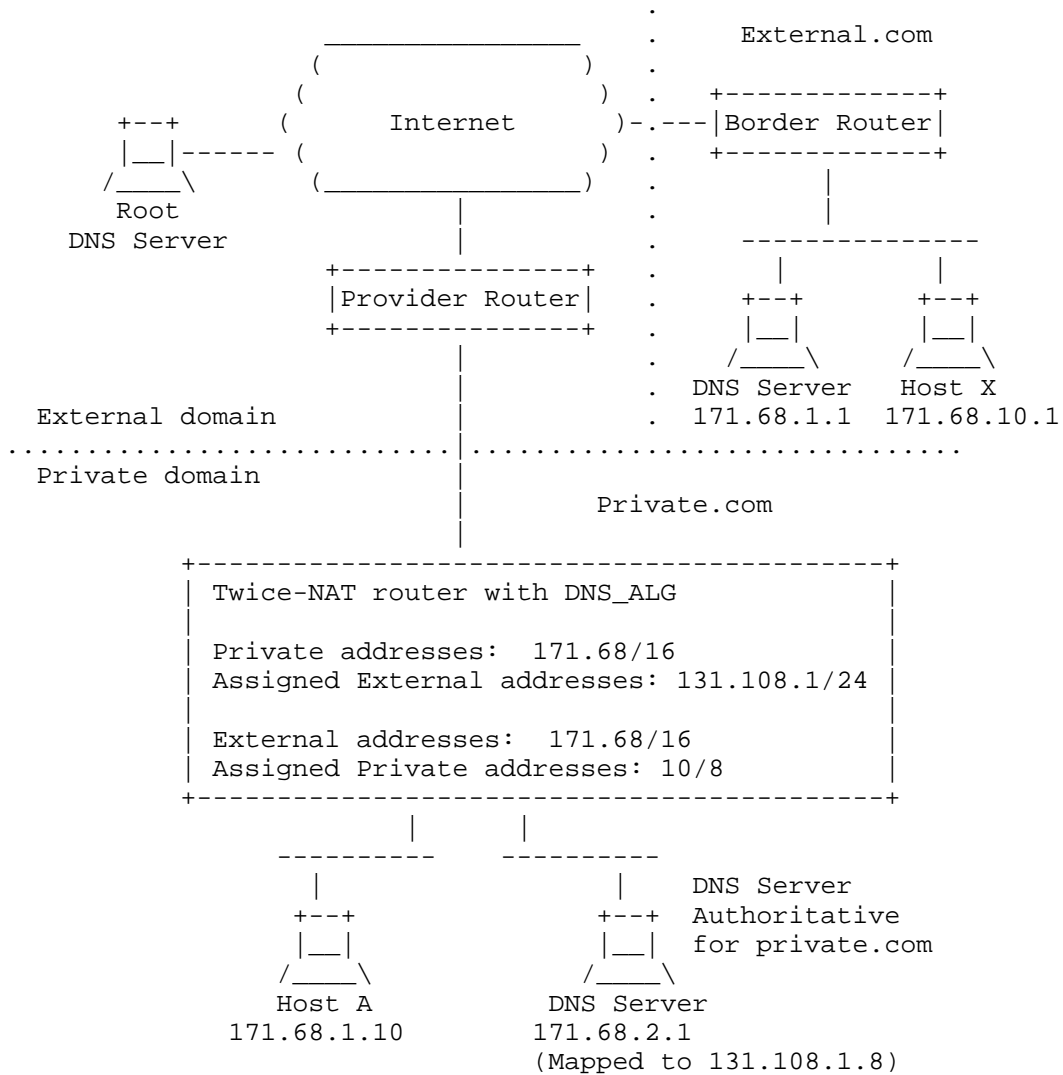 External.com
Internet
Border Router
Root
DNS Server
Provider Router
DNS Server Host X
External domain 171.68.1.1 171.68.10.1
Private domain
Private.com
Twice-NAT router with DNS_ALG
Private addresses: 171.68/16
Assigned External addresses: 131.108.1/24
External addresses: 171.68/16
Assigned Private addresses: 10/8
DNS Server
Authoritative
for private.com
Host A DNS Server
171.68.1.10 171.68.2.1
(Mapped to 131.108.1.8)